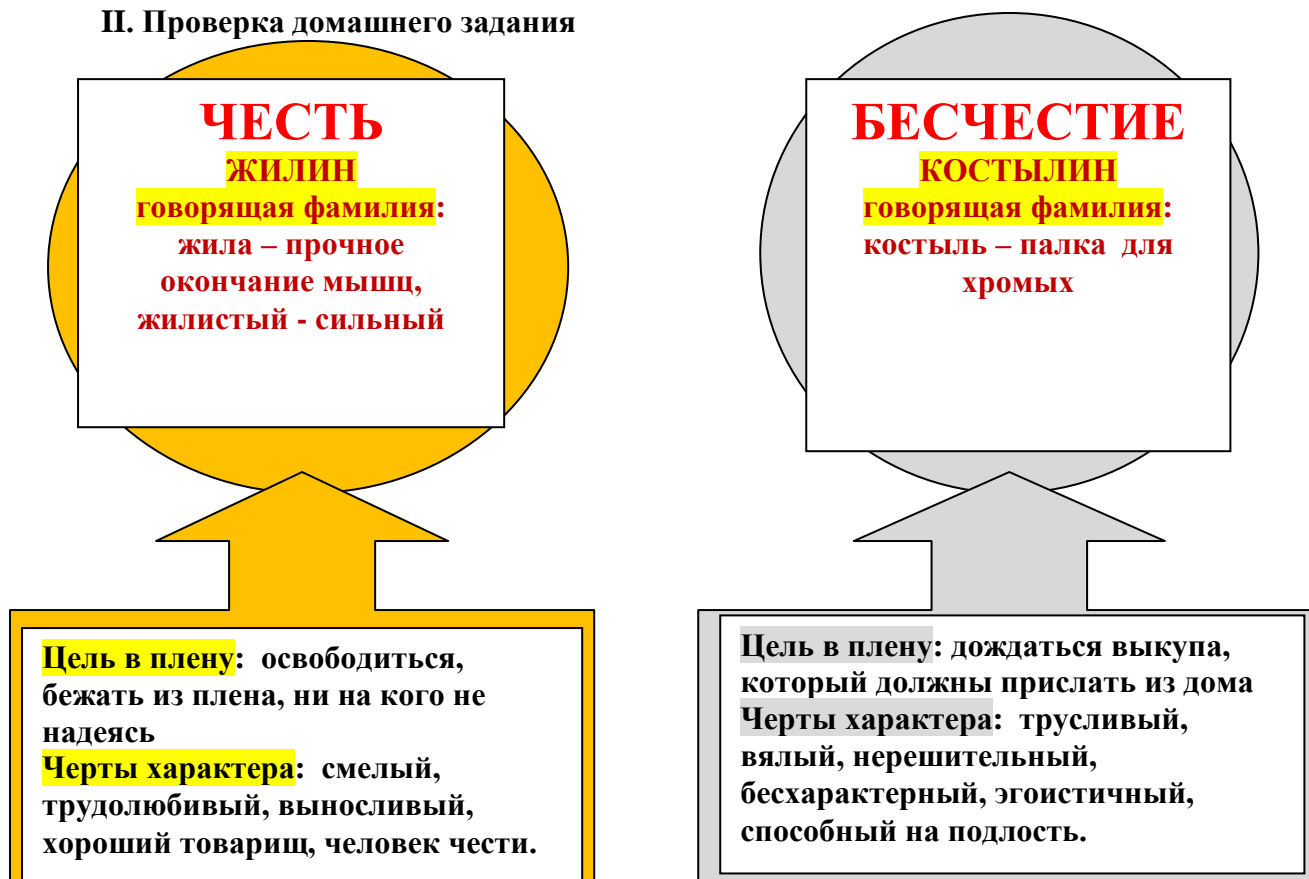 II. Проверка домашнего задания
ЧЕСТЬ
ЖИЛИН
говорящая фамилия:
жила – прочное
окончание мышц,
жилистый - сильный
БЕСЧЕСТИЕ
КОСТЫЛИН
говорящая фамилия:
костыль – палка для
хромых
Цель в плену: освободиться,
бежать из плена, ни на кого не
надеясь
Черты характера: смелый,
трудолюбивый, выносливый,
хороший товарищ, человек чести.
Цель в плену: дождаться выкупа,
который должны прислать из дома
Черты характера: трусливый,
вялый, нерешительный,
бесхарактерный, эгоистичный,
способный на подлость.